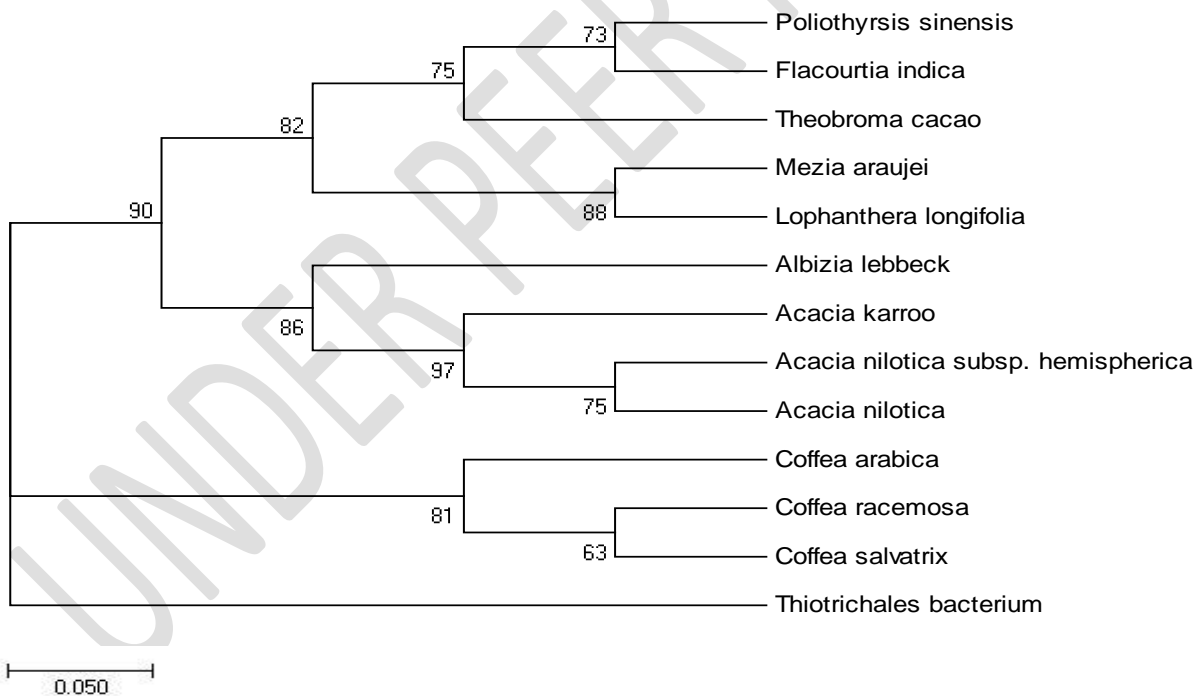 Poliothyrsis sinensis
73
Flacourtia indica
75
Theobroma cacao
82
Mezia araujei
88
Lophanthera longifolia
90
Albizia lebbeck
86
Acacia karroo
97
Acacia nilotica subsp. hemispherica
75
Acacia nilotica
Coffea arabica
81
Coffea racemosa
63
Coffea salvatrix
Thiotrichales bacterium
0.050
UNDER PEER